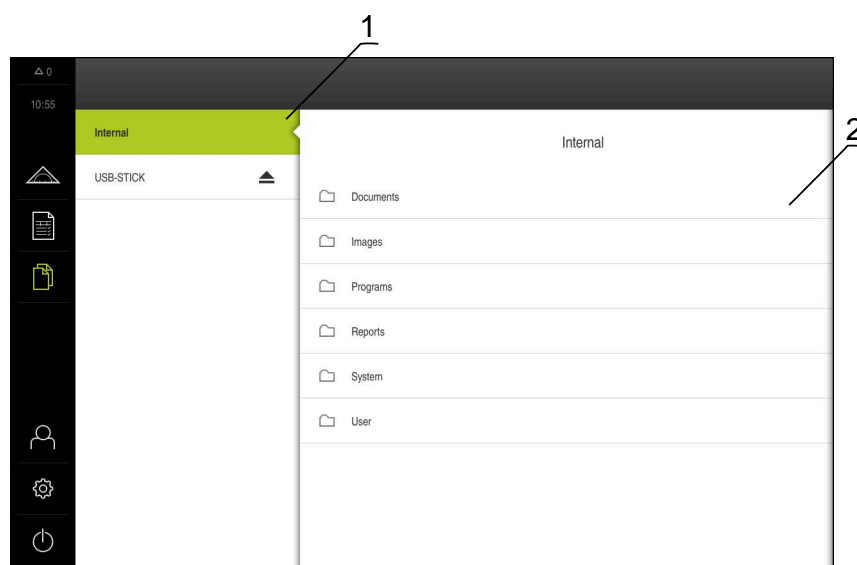 1
△ 0
10:55
Internal
USB-STICK
Internal
2
Documents
Images
Programs
Reports
System
User